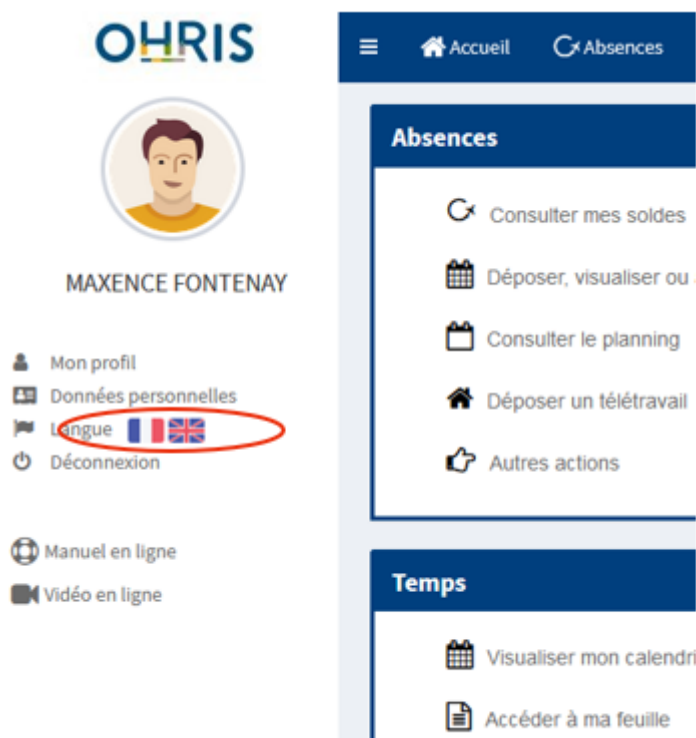 OHRIS
MAXENCE FONTENAY
Mon profil
Données personnelles
Langue
Déconnexion
Manuel en ligne
Vidéo en ligne
Accueil
Absences
Absences
Consulter mes soldes
Déposer, visualiser ou
Consulter le planning
Déposer un télétravail
Autres actions
Temps
Visualiser mon calendri
Accéder à ma feuille